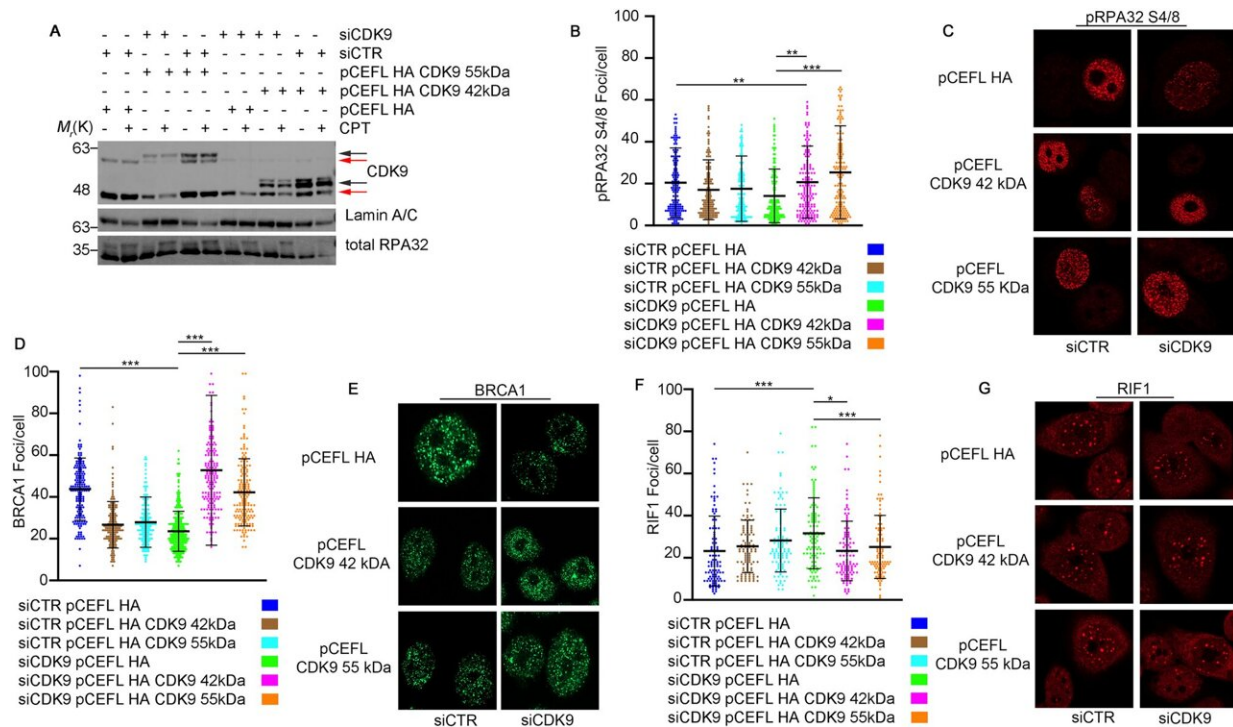 A
- - + + - - + + + + - - siCDK9
+ + - - + + - - - - + + siCTR
- - + + + + - - - - - - pCEFL HA CDK9 55kDa
- - - - - - - - + + + + pCEFL HA CDK9 42kDa
+ + - - - - + + - - - - pCEFL HA
Mr(K) - + - + - + - + - + - + CPT
63
CDK9
48
Lamin A/C
63
total RPA32
35
B
pRPA32 S4/8 Foci/cell
100
80
60
40
20
0
**
**
***
siCTR pCEFL HA
siCTR pCEFL HA CDK9 42kDa
siCTR pCEFL HA CDK9 55kDa
siCDK9 pCEFL HA
siCDK9 pCEFL HA CDK9 42kDa
siCDK9 pCEFL HA CDK9 55kDa
C
pRPA32 S4/8
pCEFL HA
pCEFL
CDK9 42 kDA
pCEFL
CDK9 55 KDa
siCTR siCDK9
D
BRCA1 Foci/cell
100
80
60
40
20
0
***
***
***
siCTR pCEFL HA
siCTR pCEFL HA CDK9 42kDa
siCTR pCEFL HA CDK9 55kDa
siCDK9 pCEFL HA
siCDK9 pCEFL HA CDK9 42kDa
siCDK9 pCEFL HA CDK9 55kDa
E
BRCA1
pCEFL HA
pCEFL
CDK9 42 kDA
pCEFL
CDK9 55 kDa
siCTR siCDK9
F
RIF1 Foci/cell
100
80
60
40
20
0
***
*
***
siCTR pCEFL HA
siCTR pCEFL HA CDK9 42kDa
siCTR pCEFL HA CDK9 55kDa
siCDK9 pCEFL HA
siCDK9 pCEFL HA CDK9 42kDa
siCDK9 pCEFL HA CDK9 55kDa
G
RIF1
pCEFL HA
pCEFL
CDK9 42 kDA
pCEFL
CDK9 55 kDa
siCTR siCDK9